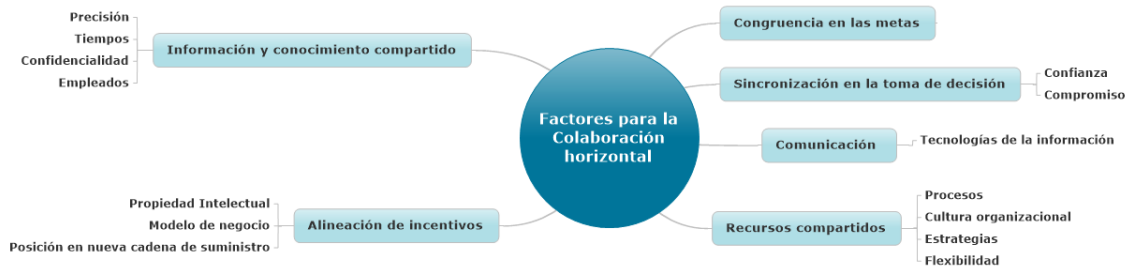 Factores para la
Colaboración
horizontal
Información y conocimiento compartido
Precisión
Tiempos
Confidencialidad
Empleados
Alineación de incentivos
Propiedad Intelectual
Modelo de negocio
Posición en nueva cadena de suministro
Congruencia en las metas
Sincronización en la toma de decisión
Confianza
Compromiso
Comunicación
Tecnologías de la información
Recursos compartidos
Procesos
Cultura organizacional
Estrategias
Flexibilidad